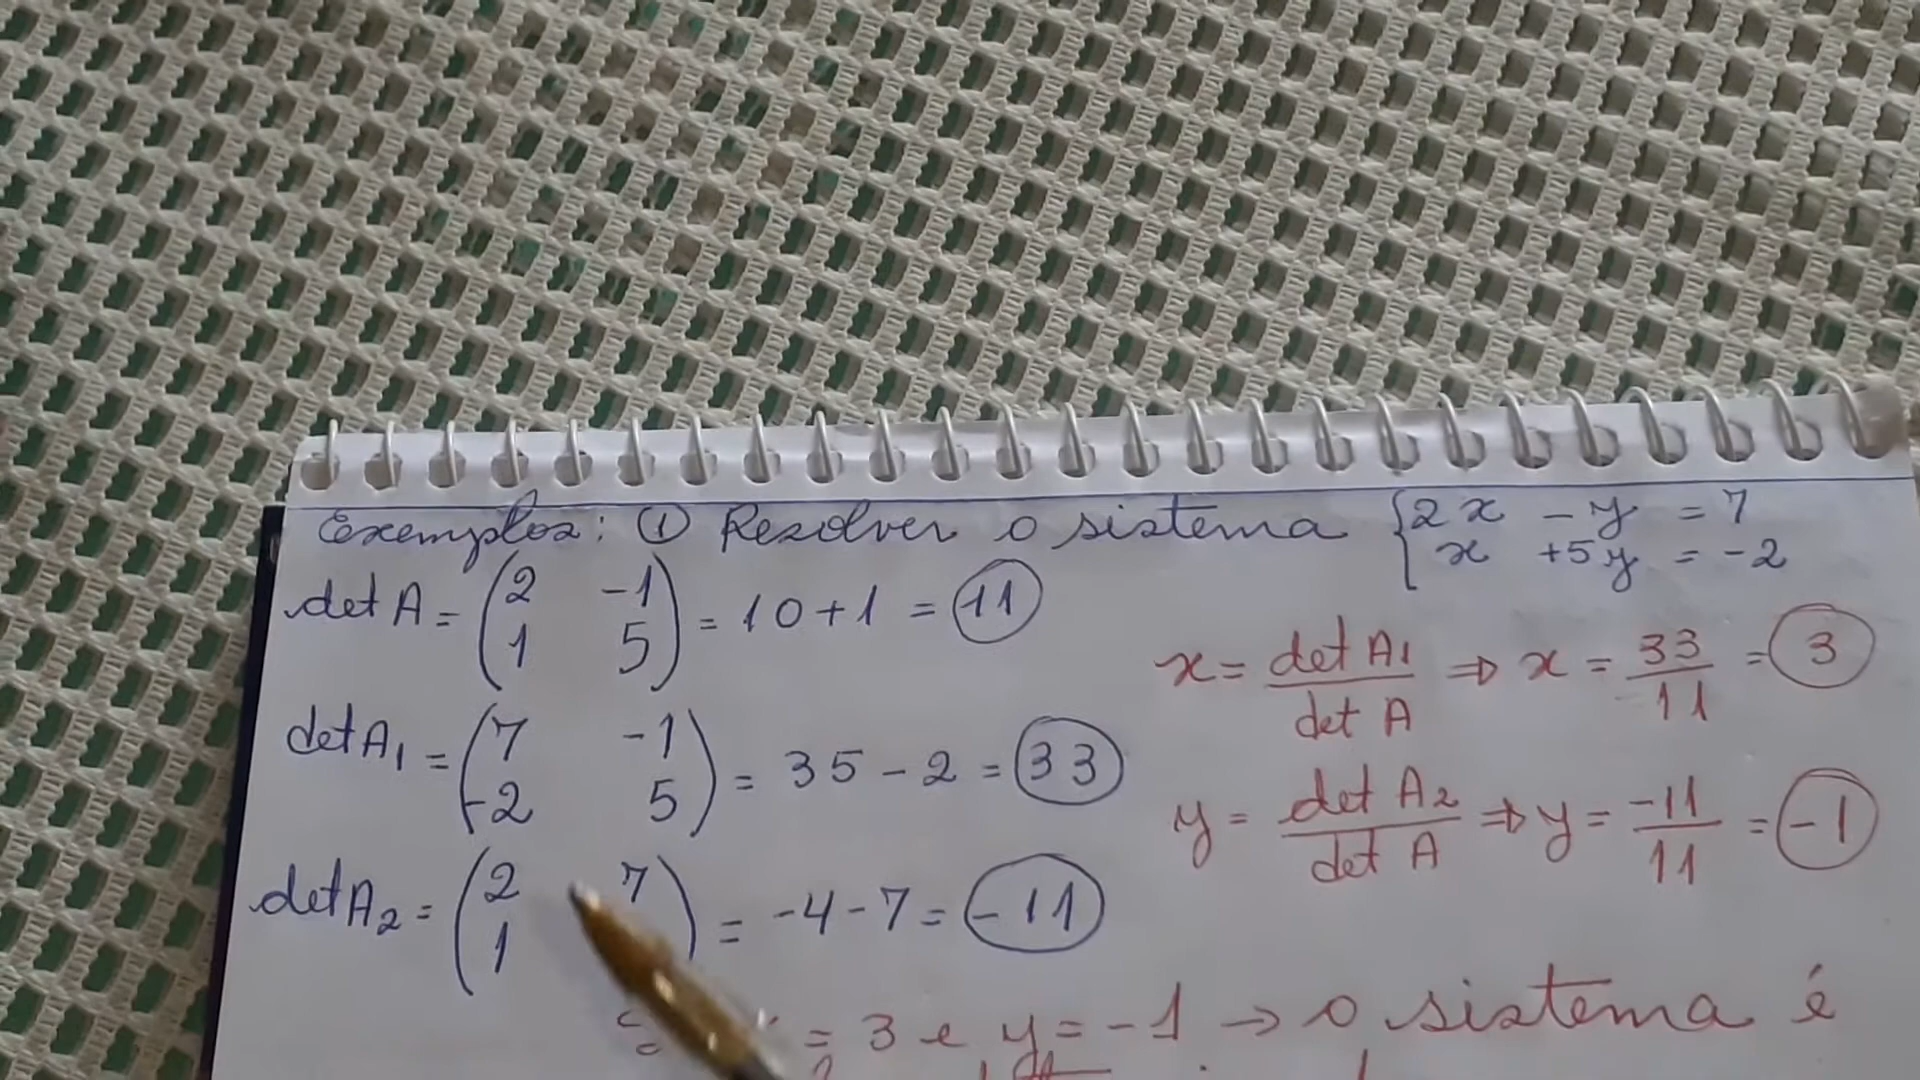 Exemplos: ① Resolver o sistema {2x - y = 7
x + 5y = -2
det A = (2 -1
1 5) = 10 + 1 = 11
det A₁ = (7 -1
-2 5) = 35 - 2 = 33
det A₂ = (2 7
1 ) = -4 - 7 = -11
x = det A₁ / det A ⇒ x = 33 / 11 = 3
y = det A₂ / det A ⇒ y = -11 / 11 = -1
= 3 e y = -1 → o sistema é